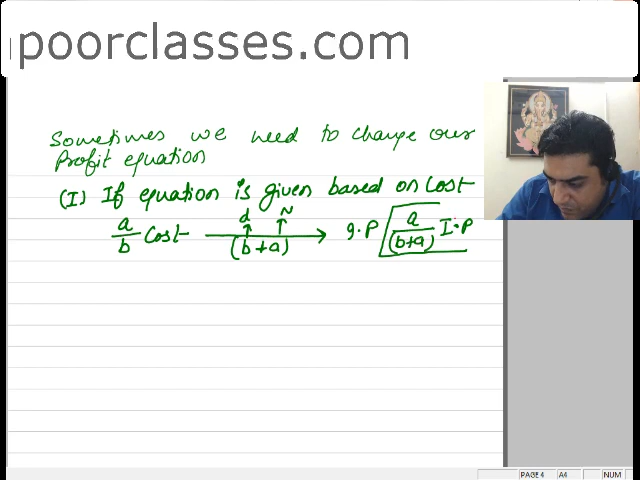 poorclasses.com
Sometimes we need to change our
Profit equation
(I) If equation is given based on Cost
d N
a/b Cost → (b+a) I.P a/(b+a) I.P
PAGE 4 A4 NUM